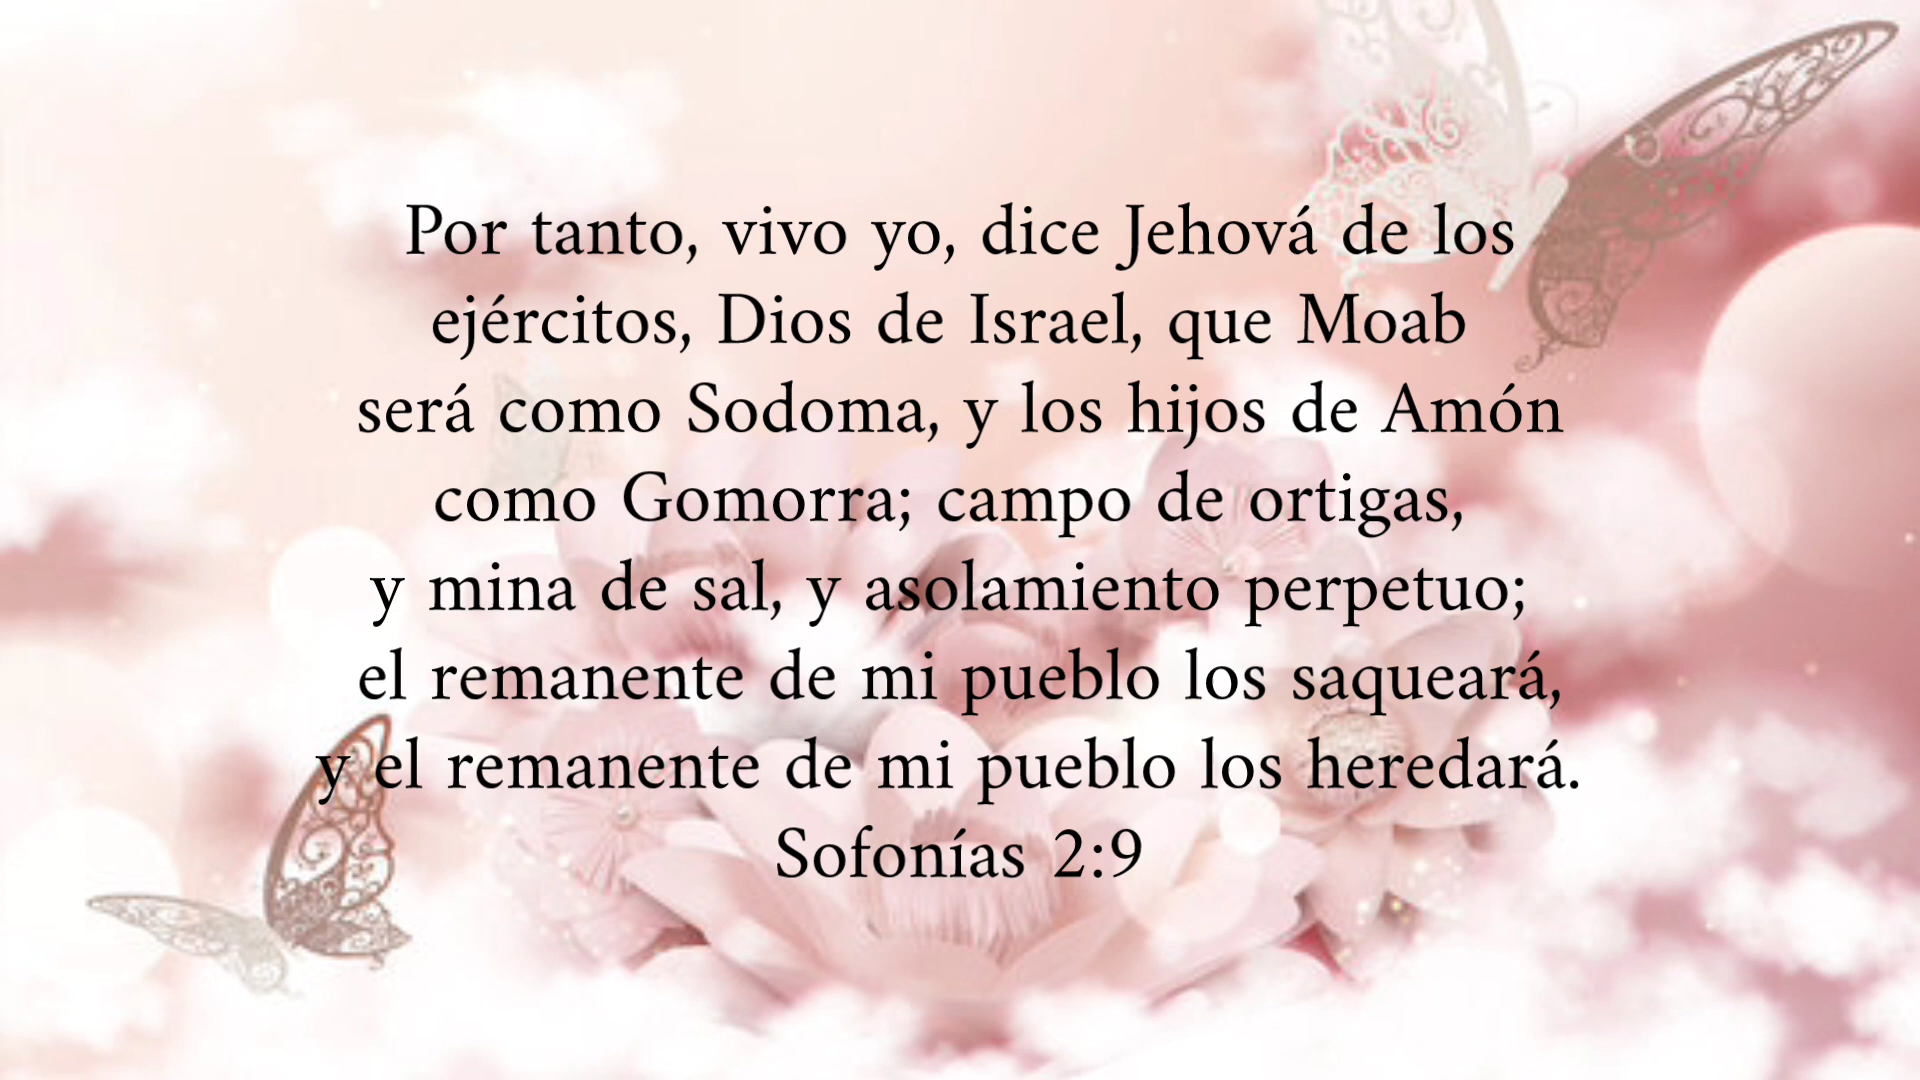 Por tanto, vivo yo, dice Jehová de los
ejércitos, Dios de Israel, que Moab
será como Sodoma, y los hijos de Amón
como Gomorra; campo de ortigas,
y mina de sal, y asolamiento perpetuo;
el remanente de mi pueblo los saqueará,
y el remanente de mi pueblo los heredará.
Sofonías 2:9